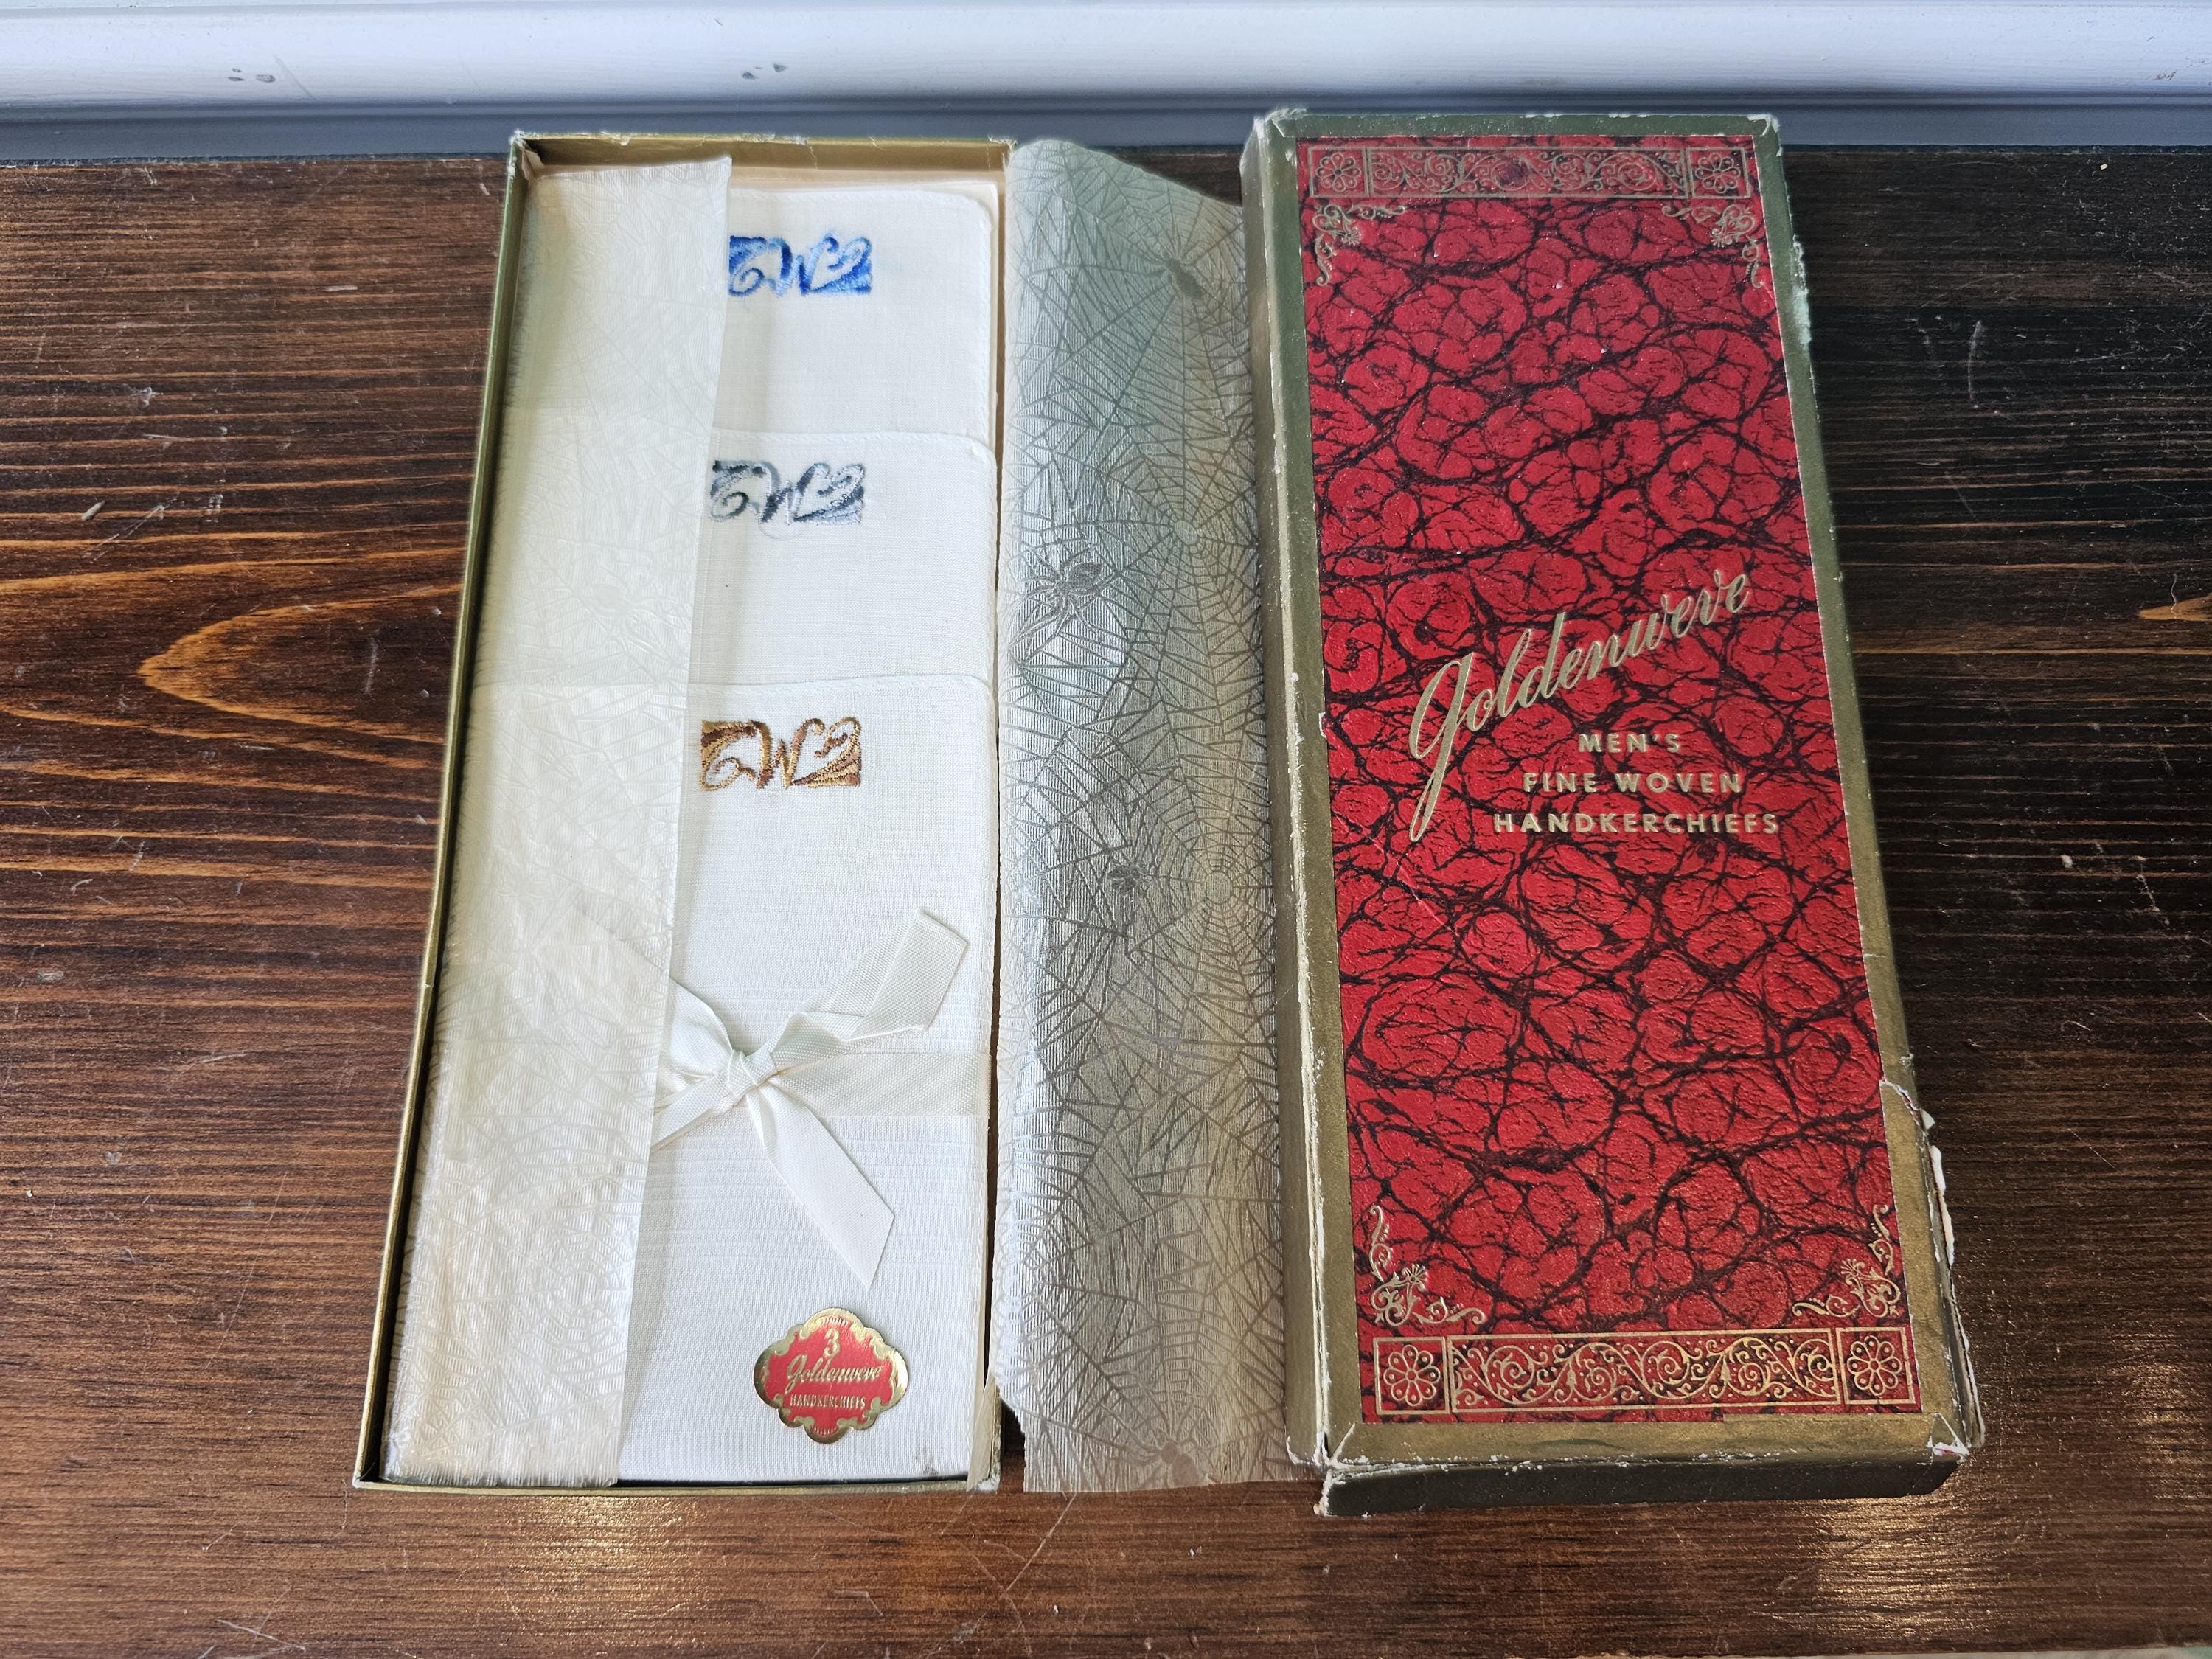 W
W
W
3
Goldenweve
HANDKERCHIEFS
Goldenweve
MEN'S
FINE WOVEN
HANDKERCHIEFS